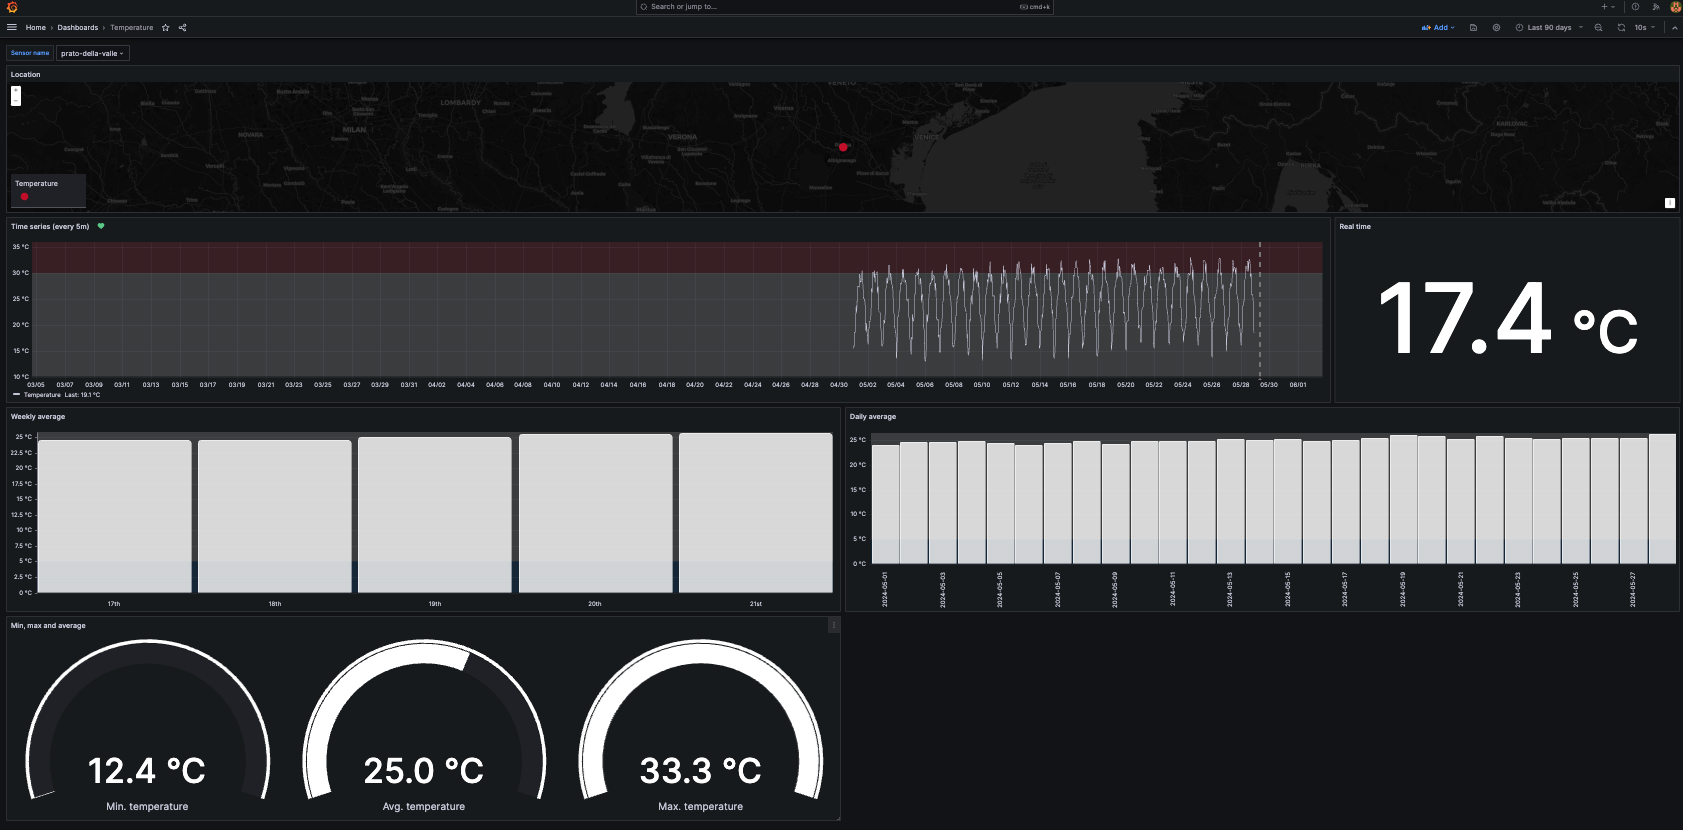 Search or jump to...
cmd+k
Home › Dashboards › Temperature
Add
Last 90 days
10s
Sensor name
prato-della-valle
Location
LOMBARDY
VENETO
NOVARA
MILAN
VERONA
VENICE
KARLOVAC
Temperature
Time series (every 5m)
35 °C
30 °C
25 °C
20 °C
15 °C
10 °C
03/05 03/07 03/09 03/11 03/13 03/15 03/17 03/19 03/21 03/23 03/25 03/27 03/29 03/31 04/02 04/04 04/06 04/08 04/10 04/12 04/14 04/16 04/18 04/20 04/22 04/24 04/26 04/28 04/30 05/02 05/04 05/06 05/08 05/10 05/12 05/14 05/16 05/18 05/20 05/22 05/24 05/26 05/28 05/30 06/01
Temperature Last: 19.1 °C
Real time
17.4 °C
Weekly average
25 °C
22.5 °C
20 °C
17.5 °C
15 °C
12.5 °C
10 °C
7.5 °C
5 °C
2.5 °C
0 °C
17th 18th 19th 20th 21st
Daily average
25 °C
20 °C
15 °C
10 °C
5 °C
0 °C
2024-05-01 2024-05-03 2024-05-05 2024-05-07 2024-05-09 2024-05-11 2024-05-13 2024-05-15 2024-05-17 2024-05-19 2024-05-21 2024-05-23 2024-05-25 2024-05-27
Min, max and average
12.4 °C
Min. temperature
25.0 °C
Avg. temperature
33.3 °C
Max. temperature